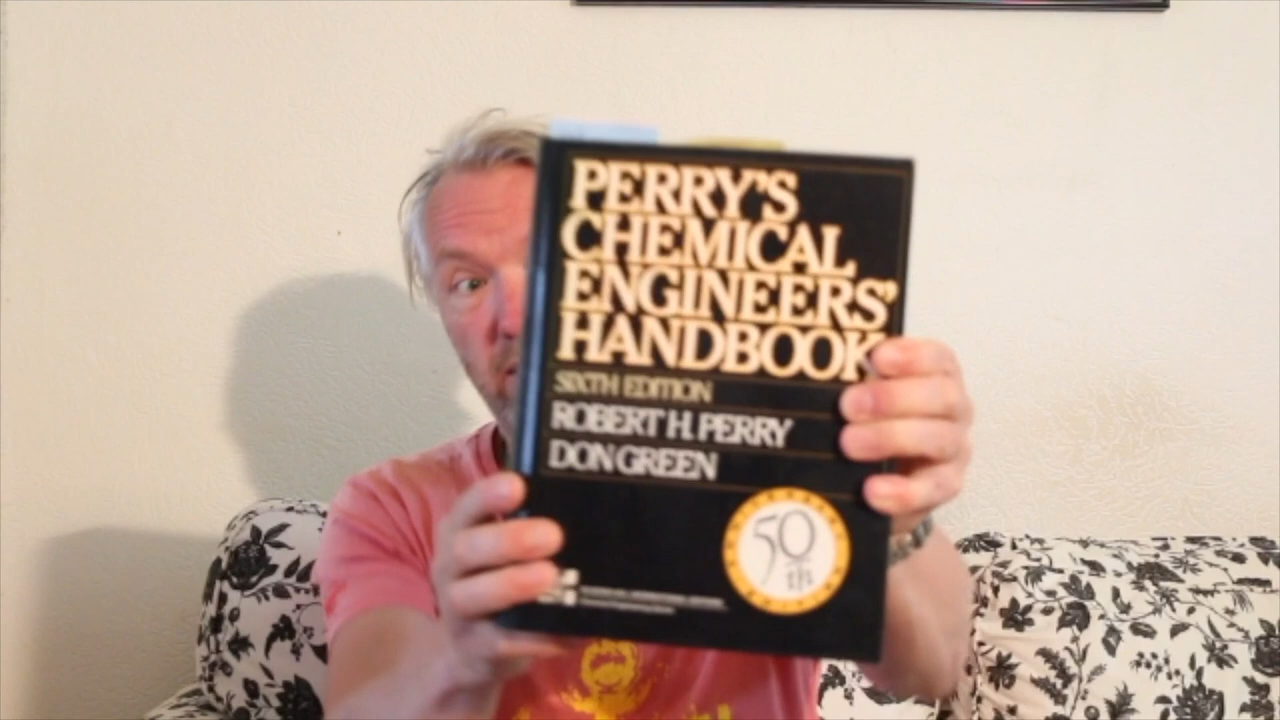 PERRY'S
CHEMICAL
ENGINEERS'
HANDBOOK
SIXTH EDITION
ROBERT H. PERRY
DON GREEN
50
th